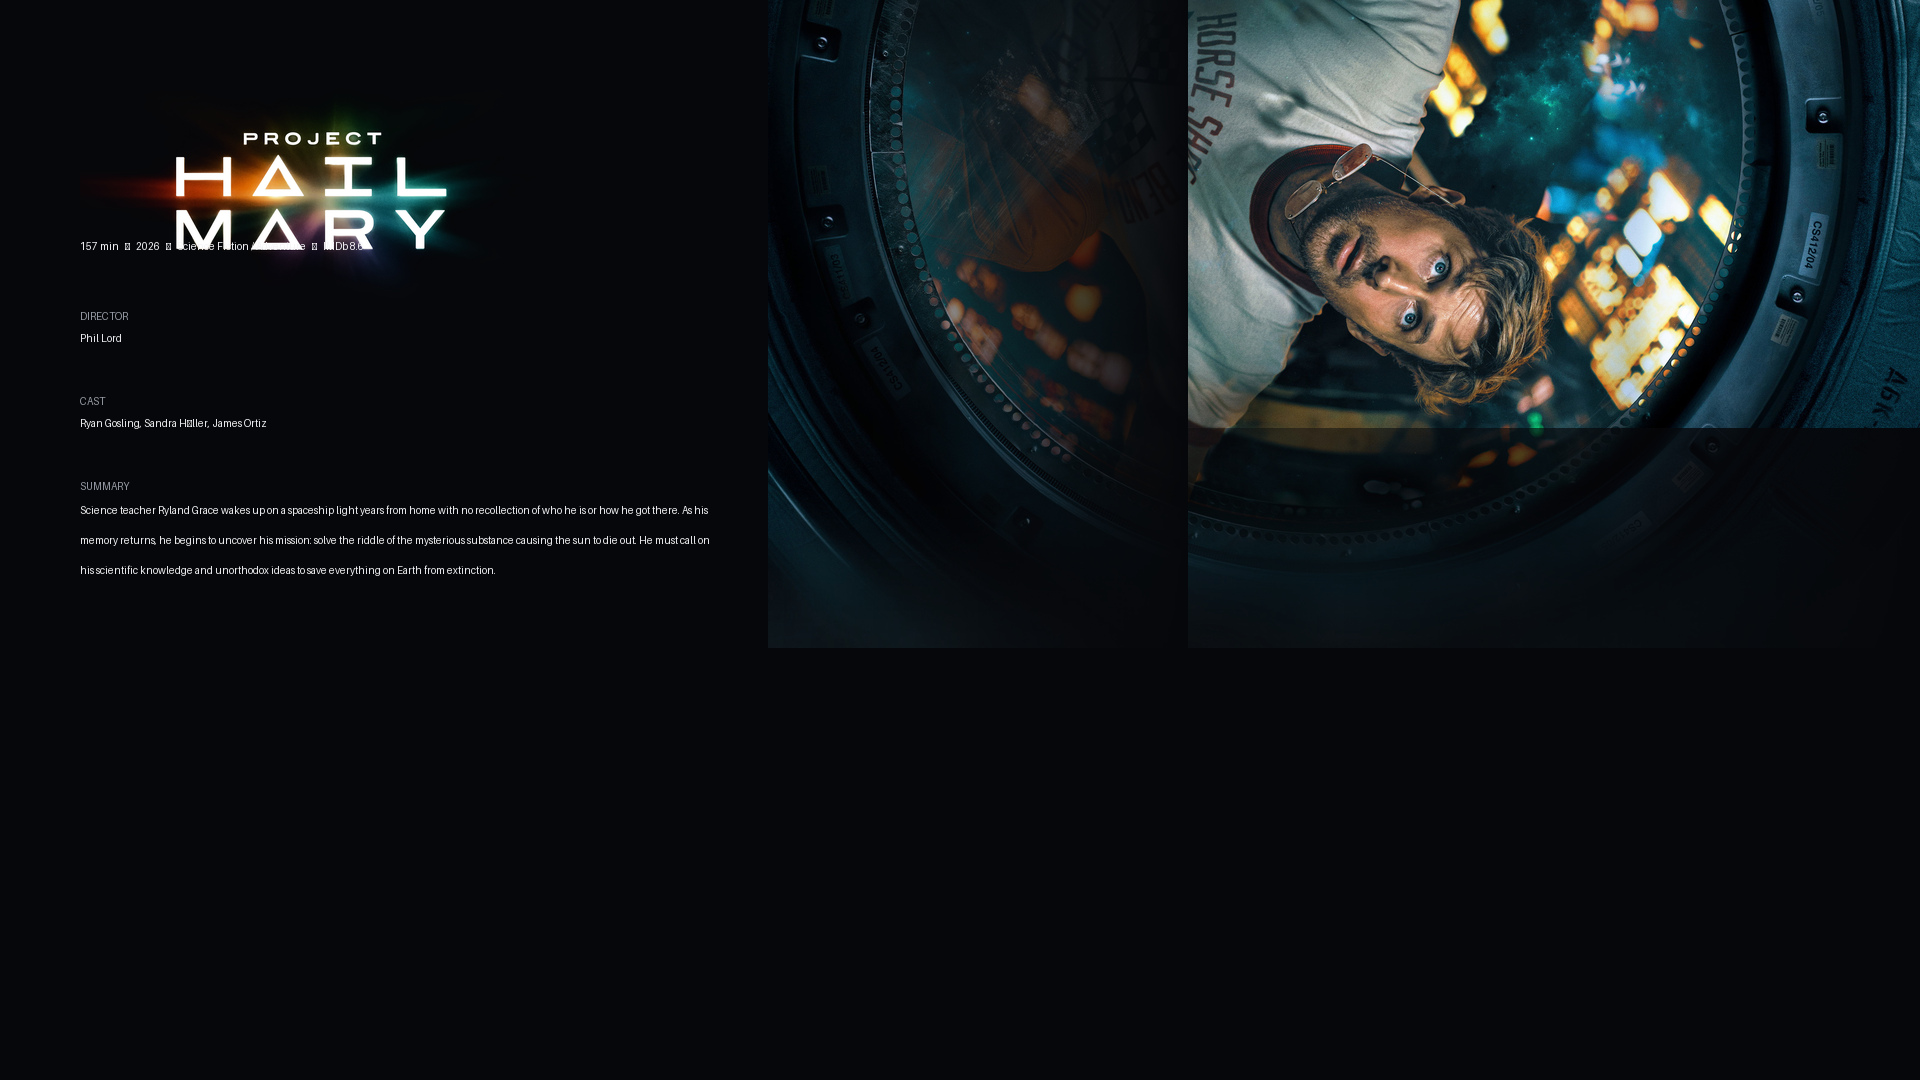 PROJECT
HAIL
MARY
157 min 2026 Science Fiction IMDb 8.
DIRECTOR
Phil Lord
CAST
Ryan Gosling, Sandra H▯ller, James Ortiz
SUMMARY
Science teacher Ryland Grace wakes up on a spaceship light years from home with no recollection of who he is or how he got there. As his
memory returns, he begins to uncover his mission: solve the riddle of the mysterious substance causing the sun to die out. He must call on
his scientific knowledge and unorthodox ideas to save everything on Earth from extinction.
HORSE
CS412/04
CS412/04